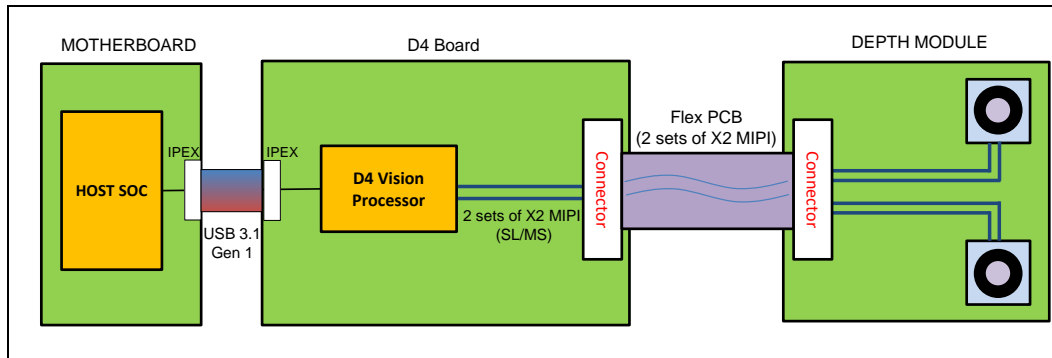 MOTHERBOARD
D4 Board
DEPTH MODULE
HOST SOC
IPEX
IPEX
USB 3.1
Gen 1
D4 Vision
Processor
2 sets of X2 MIPI
(SL/MS)
Connector
Flex PCB
(2 sets of X2 MIPI)
Connector